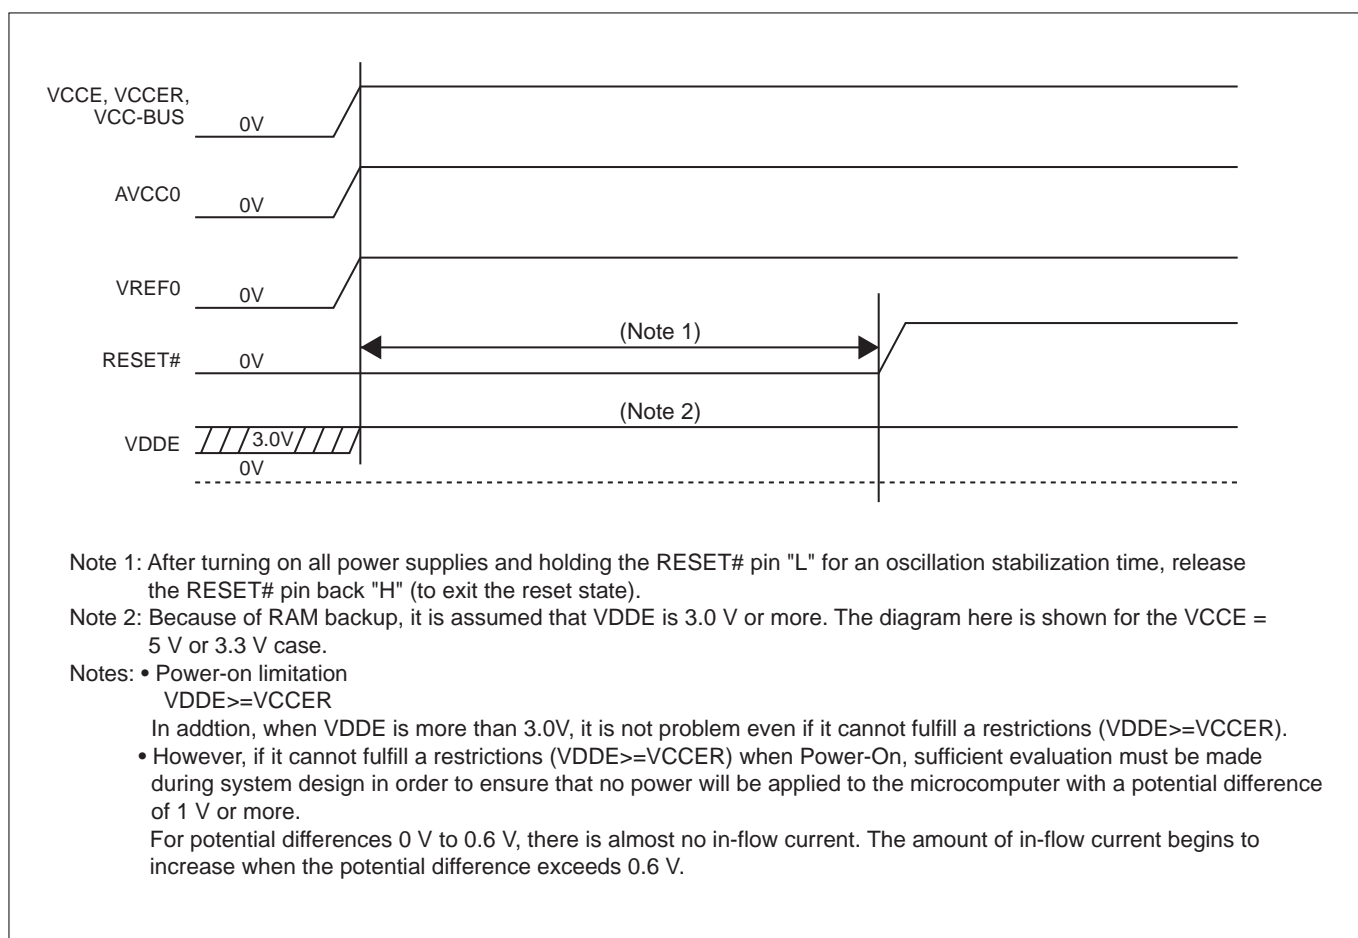 VCCE, VCCER,
VCC-BUS
0V
AVCC0
0V
VREF0
0V
(Note 1)
RESET#
0V
(Note 2)
VDDE
3.0V
0V
Note 1: After turning on all power supplies and holding the RESET# pin "L" for an oscillation stabilization time, release
the RESET# pin back "H" (to exit the reset state).
Note 2: Because of RAM backup, it is assumed that VDDE is 3.0 V or more. The diagram here is shown for the VCCE =
5 V or 3.3 V case.
Notes: • Power-on limitation
VDDE>=VCCER
In addtion, when VDDE is more than 3.0V, it is not problem even if it cannot fulfill a restrictions (VDDE>=VCCER).
• However, if it cannot fulfill a restrictions (VDDE>=VCCER) when Power-On, sufficient evaluation must be made
during system design in order to ensure that no power will be applied to the microcomputer with a potential difference
of 1 V or more.
For potential differences 0 V to 0.6 V, there is almost no in-flow current. The amount of in-flow current begins to
increase when the potential difference exceeds 0.6 V.